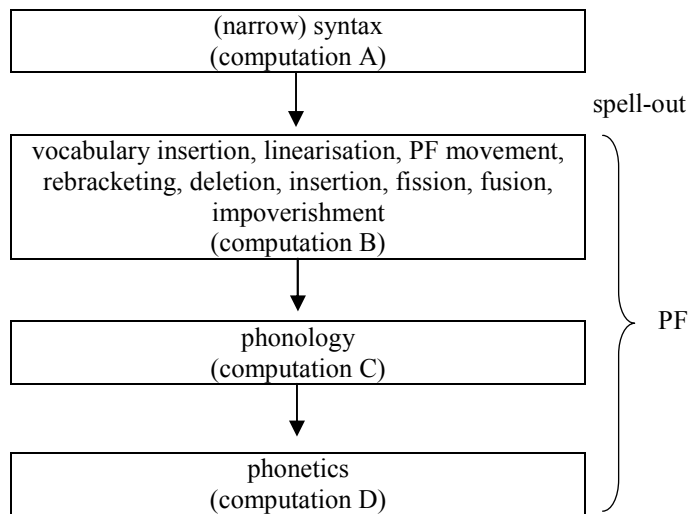 (narrow) syntax
(computation A)
spell-out
vocabulary insertion, linearisation, PF movement,
rebracketing, deletion, insertion, fission, fusion,
impoverishment
(computation B)
PF
phonology
(computation C)
phonetics
(computation D)